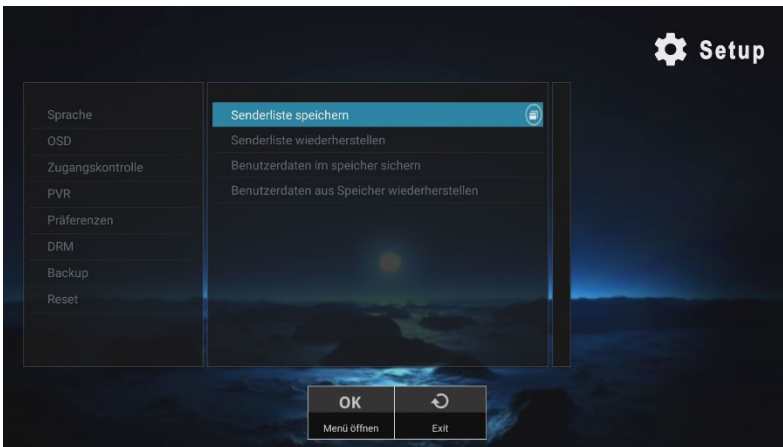 Setup
Sprache
OSD
Zugangskontrolle
PVR
Präferenzen
DRM
Backup
Reset
Senderliste speichern
Senderliste wiederherstellen
Benutzerdaten im speicher sichern
Benutzerdaten aus Speicher wiederherstellen
OK
Menü öffnen
Exit